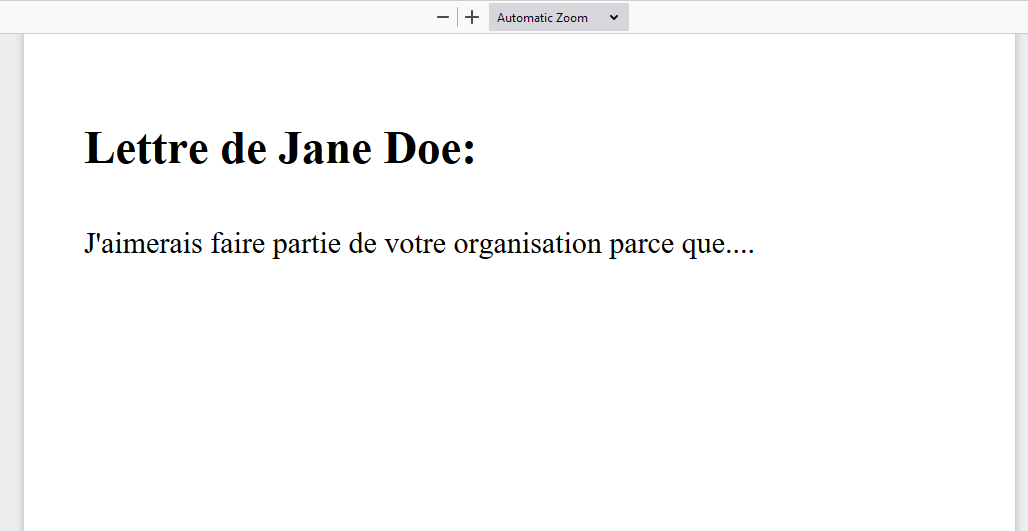 Automatic Zoom
Lettre de Jane Doe:
J'aimerais faire partie de votre organisation parce que....